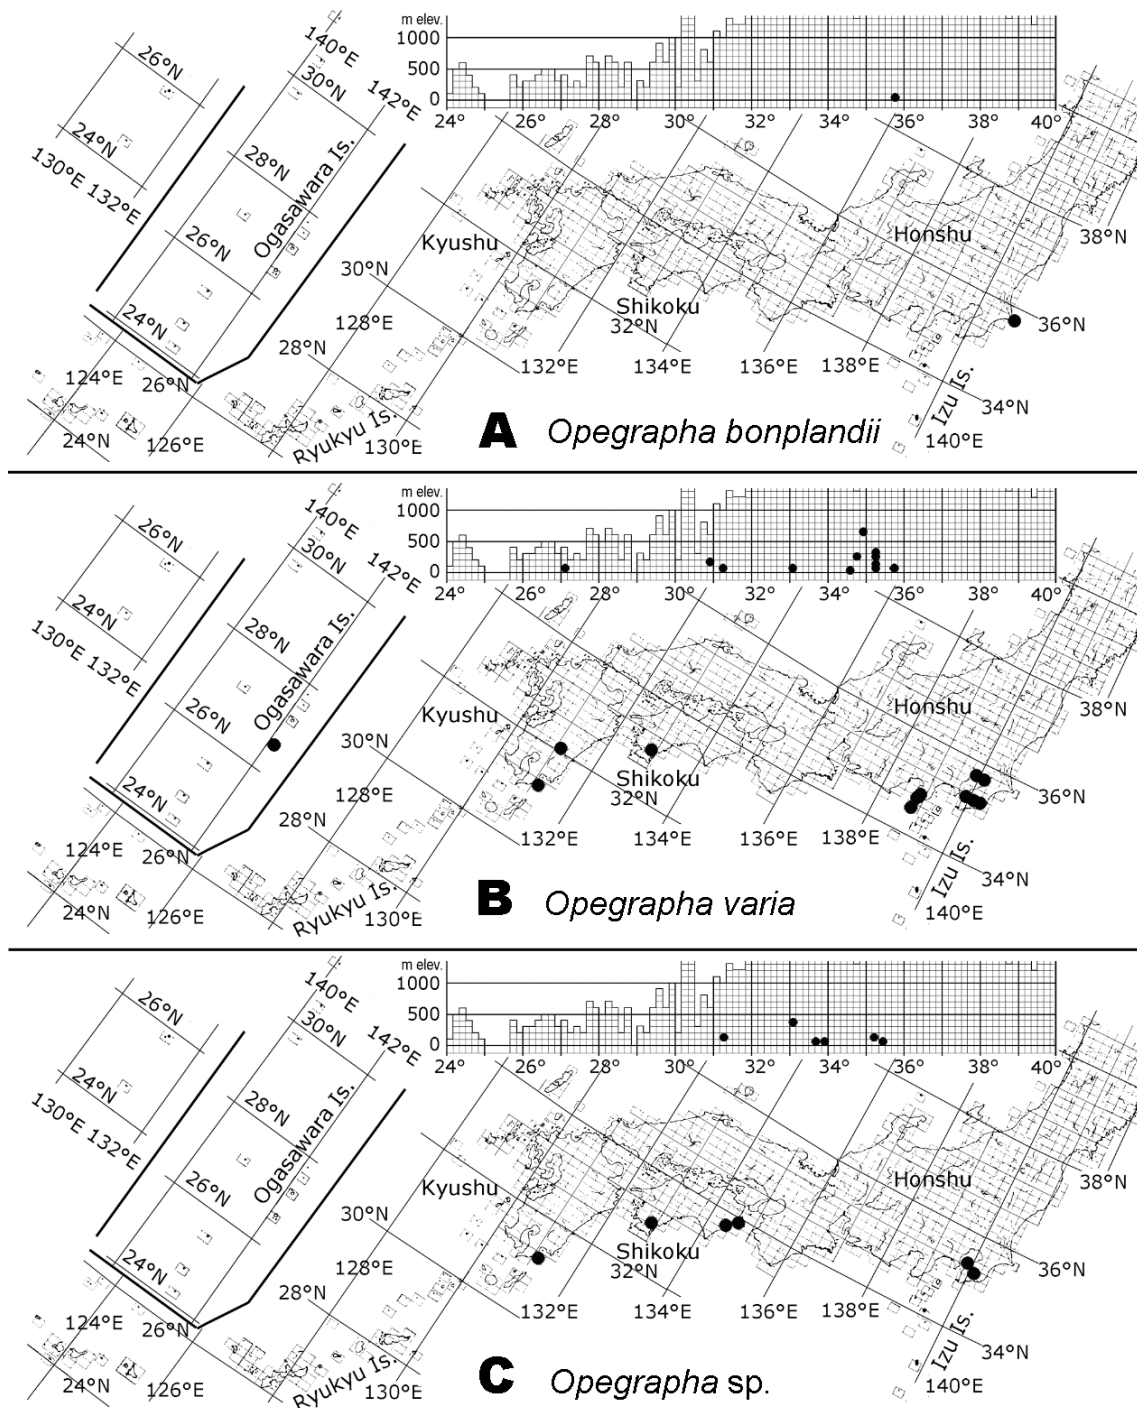 m elev.
1000
500
0
24° 26° 28° 30° 32° 34° 36° 38° 40°
26°N
24°N
130°E 132°E
140°E
30°N
142°E
28°N
Ogasawara Is.
26°N
24°N
124°E
26°N
24°N
126°E
Ryukyu Is.
130°E
28°N
128°E
30°N
Kyushu
Shikoku
32°N
Honshu
38°N
36°N
132°E
134°E
136°E
138°E
34°N
Izu Is.
140°E
A Opegrapha bonplandii
m elev.
1000
500
0
24° 26° 28° 30° 32° 34° 36° 38° 40°
26°N
24°N
130°E 132°E
140°E
30°N
142°E
28°N
Ogasawara Is.
26°N
24°N
124°E
26°N
24°N
126°E
Ryukyu Is.
130°E
28°N
128°E
30°N
Kyushu
Shikoku
32°N
Honshu
38°N
36°N
132°E
134°E
136°E
138°E
34°N
Izu Is.
140°E
B Opegrapha varia
m elev.
1000
500
0
24° 26° 28° 30° 32° 34° 36° 38° 40°
26°N
24°N
130°E 132°E
140°E
30°N
142°E
28°N
Ogasawara Is.
26°N
24°N
124°E
26°N
24°N
126°E
Ryukyu Is.
130°E
28°N
128°E
30°N
Kyushu
Shikoku
32°N
Honshu
38°N
36°N
132°E
134°E
136°E
138°E
34°N
Izu Is.
140°E
C Opegrapha sp.